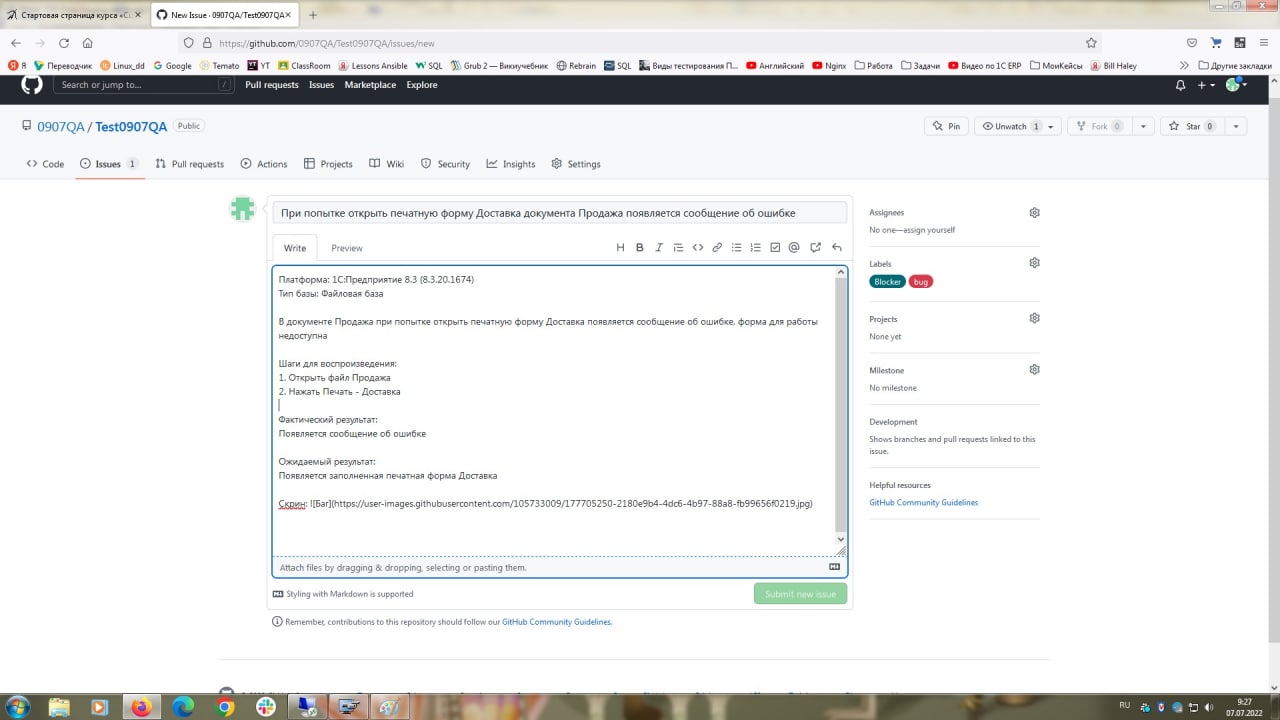 Стартовая страница курса «Си
New Issue · 0907QA/Test0907QA
https://github.com/0907QA/Test0907QA/issues/new
Я
Переводчик
Linux_dd
Google
Temato
YT
ClassRoom
Lessons Ansible
SQL
Grub 2 — Викиучебник
Rebrain
SQL
Виды тестирования П...
Английский
Nginx
Работа
Задачи
Видео по 1С ERP
МоиКейсы
Bill Haley
Другие закладки
Search or jump to...
/
Pull requests
Issues
Marketplace
Explore
0907QA / Test0907QA
Public
Pin
Unwatch 1
Fork 0
Star 0
Code
Issues 1
Pull requests
Actions
Projects
Wiki
Security
Insights
Settings
При попытке открыть печатную форму Доставка документа Продажа появляется сообщение об ошибке
Write
Preview
Платформа: 1С:Предприятие 8.3 (8.3.20.1674)
Тип базы: Файловая база
В документе Продажа при попытке открыть печатную форму Доставка появляется сообщение об ошибке, форма для работы
недоступна
Шаги для воспроизведения:
1. Открыть файл Продажа
2. Нажать Печать - Доставка
Фактический результат:
Появляется сообщение об ошибке
Ожидаемый результат:
Появляется заполненная печатная форма Доставка
Скрин: ![Баг](https://user-images.githubusercontent.com/105733009/177705250-2180e9b4-4dc6-4b97-88a8-fb99656f0219.jpg)
Attach files by dragging & dropping, selecting or pasting them.
Styling with Markdown is supported
Submit new issue
Remember, contributions to this repository should follow our GitHub Community Guidelines.
Assignees
No one—assign yourself
Labels
Blocker
bug
Projects
None yet
Milestone
No milestone
Development
Shows branches and pull requests linked to this
issue.
Helpful resources
GitHub Community Guidelines
RU
9:27
07.07.2022